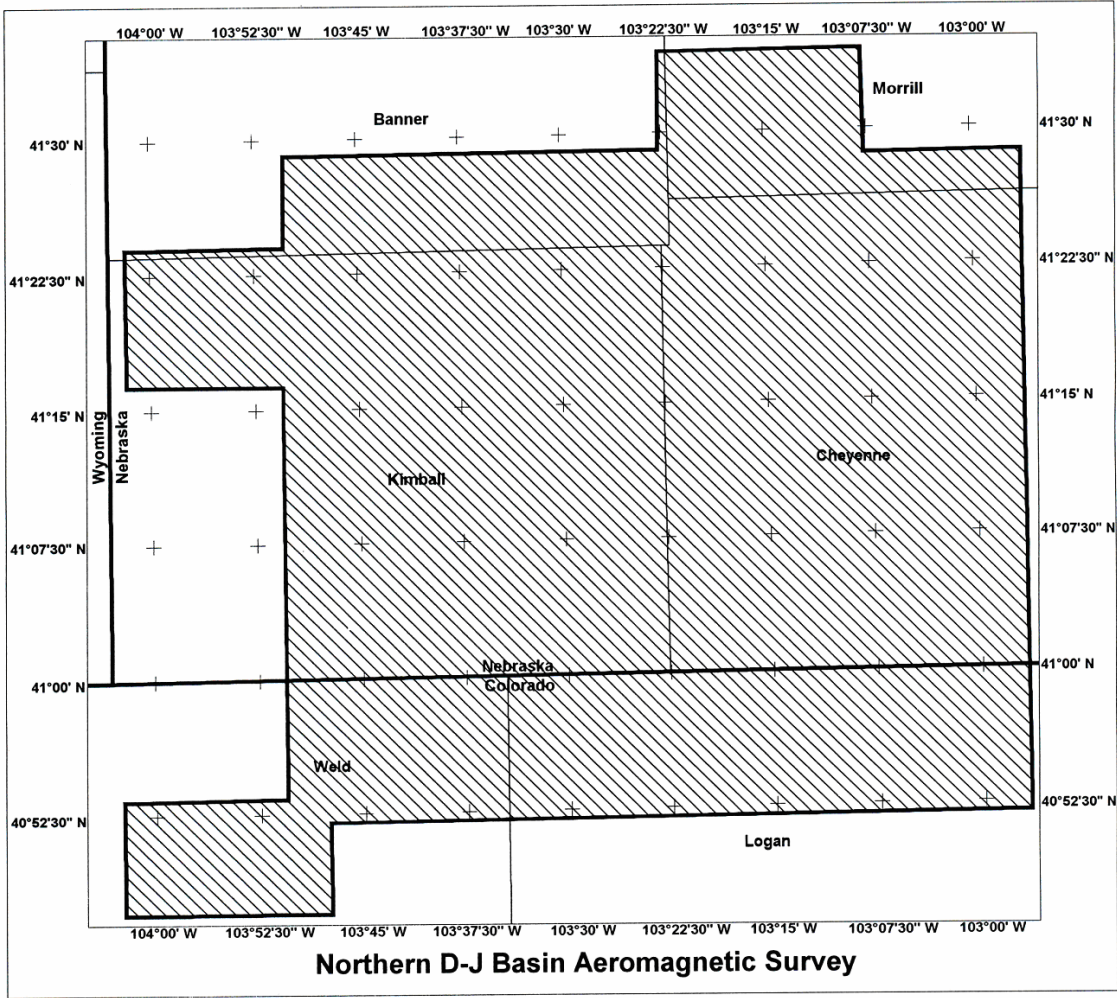 104°00' W 103°52'30" W 103°45' W 103°37'30" W 103°30' W 103°22'30" W 103°15' W 103°07'30" W 103°00' W
Morrill
Banner
41°30' N
41°30' N
41°22'30" N
41°22'30" N
41°15' N
41°15' N
Wyoming
Nebraska
Cheyenne
Kimball
41°07'30" N
41°07'30" N
Nebraska
41°00' N
Colorado
41°00' N
Weld
40°52'30" N
40°52'30" N
Logan
104°00' W 103°52'30" W 103°45' W 103°37'30" W 103°30' W 103°22'30" W 103°15' W 103°07'30" W 103°00' W
Northern D-J Basin Aeromagnetic Survey